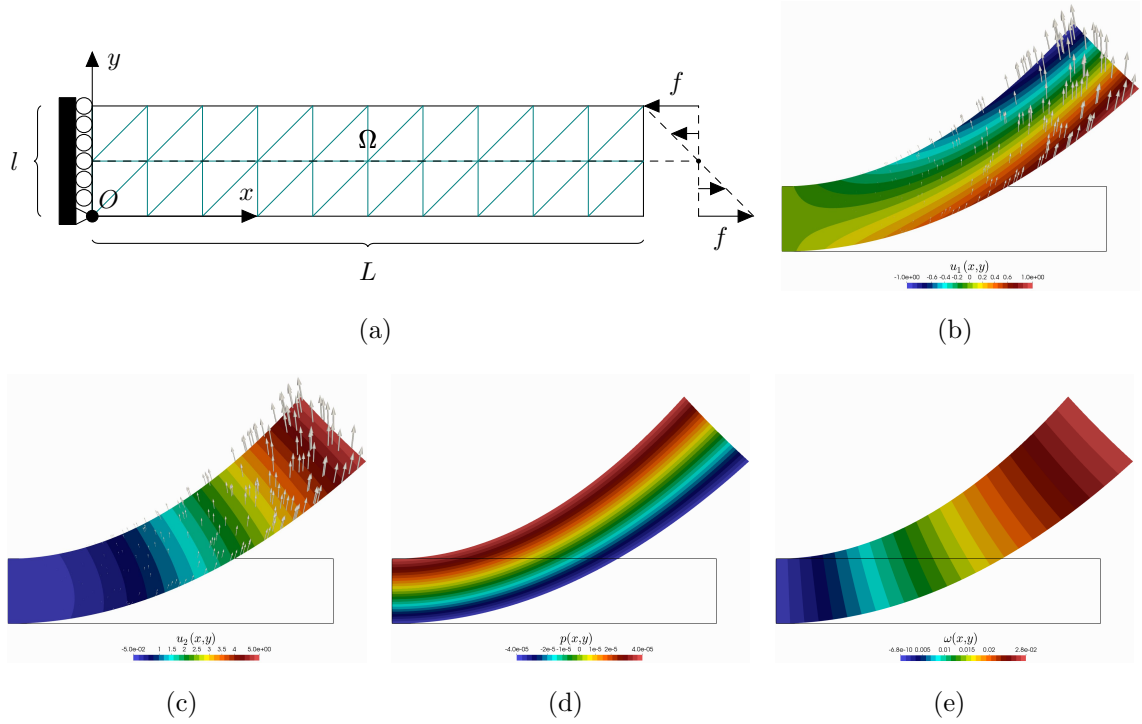 y
f
l
Ω
O
x
f
L
(a)
u₁(x,y)
-1.0e+00 -0.6 -0.4 -0.2 0 0.2 0.4 0.6 1.0e+00
(b)
u₂(x,y)
-5.0e-02 1 1.5 2 2.5 3 3.5 4 5.0e+00
(c)
p(x,y)
-4.0e-05 -2e-5 -1e-5 0 1e-5 2e-5 4.0e-05
(d)
ω(x,y)
-6.8e-10 0.005 0.01 0.015 0.02 2.8e-02
(e)